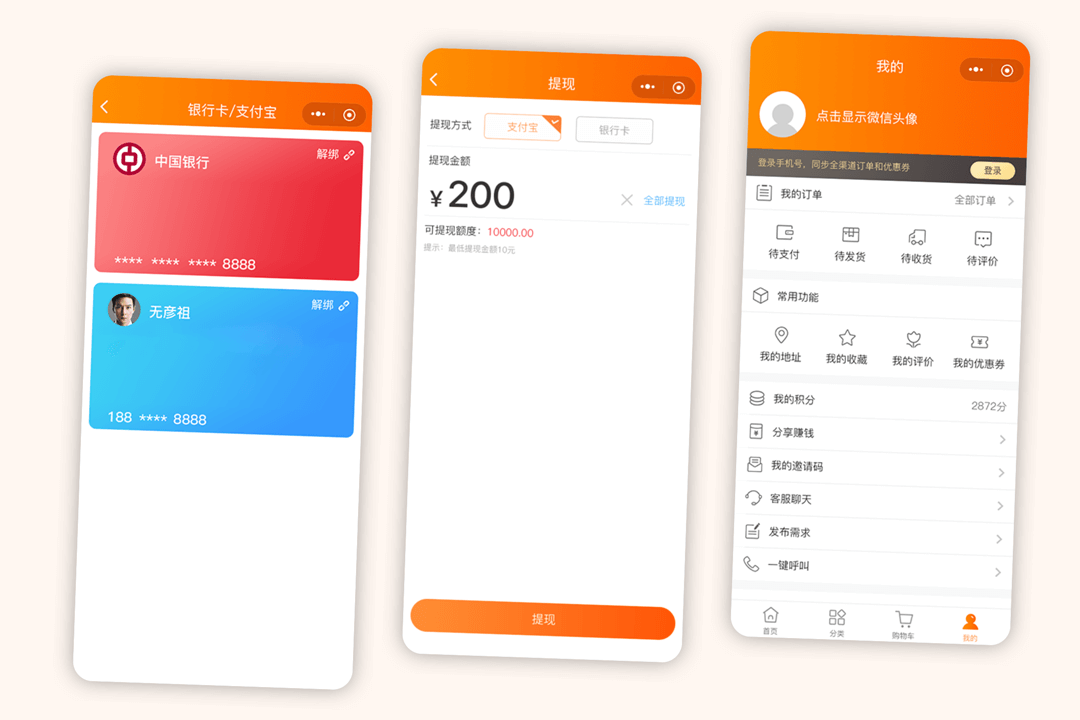 银行卡/支付宝
中国银行
解绑
**** **** **** 8888
无彦祖
解绑
188 **** 8888
提现
提现方式
支付宝
银行卡
提现金额
¥200
全部提现
可提现额度：10000.00
提示：最低提现金额10元
提现
我的
点击显示微信头像
登录手机号，同步全渠道订单和优惠券
登录
我的订单
全部订单
待支付 待发货 待收货 待评价
常用功能
我的地址 我的收藏 我的评价 我的优惠券
我的积分
2872分
分享赚钱
我的邀请码
客服聊天
发布需求
一键呼叫
首页 分类 购物车 我的